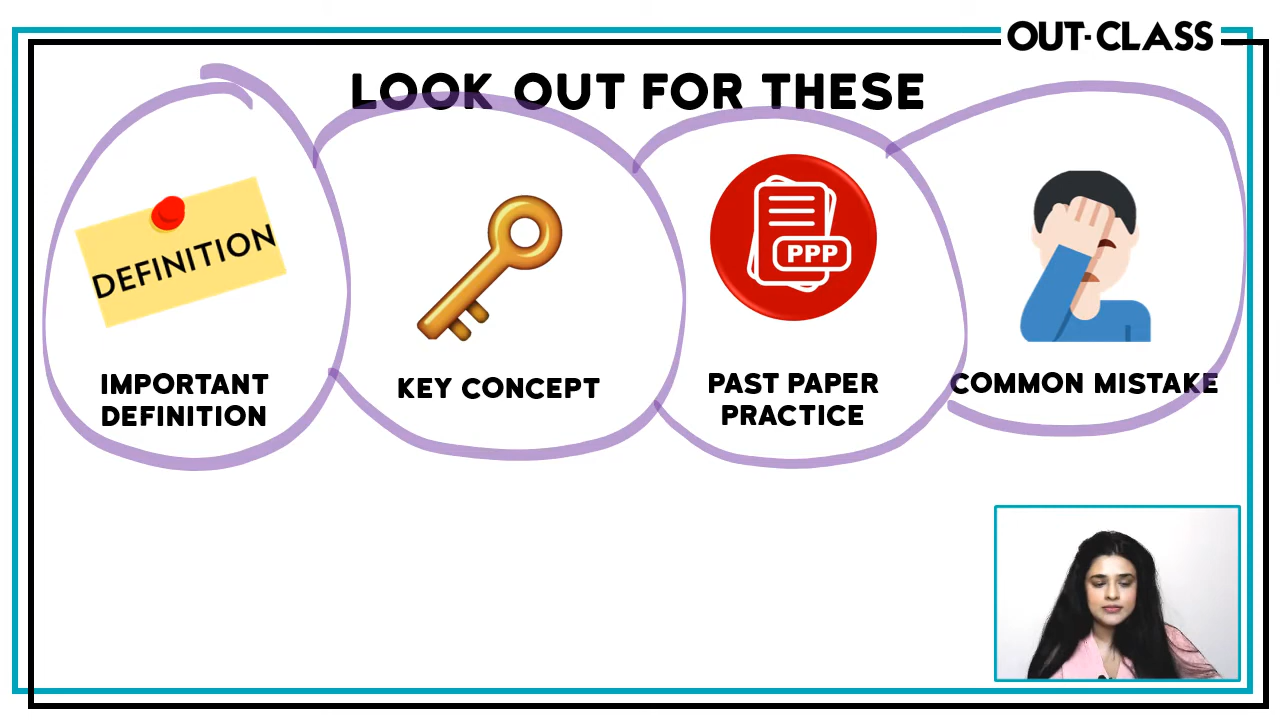 OUT-CLASS
LOOK OUT FOR THESE
DEFINITION
PPP
IMPORTANT
DEFINITION
KEY CONCEPT
PAST PAPER
PRACTICE
COMMON MISTAKE